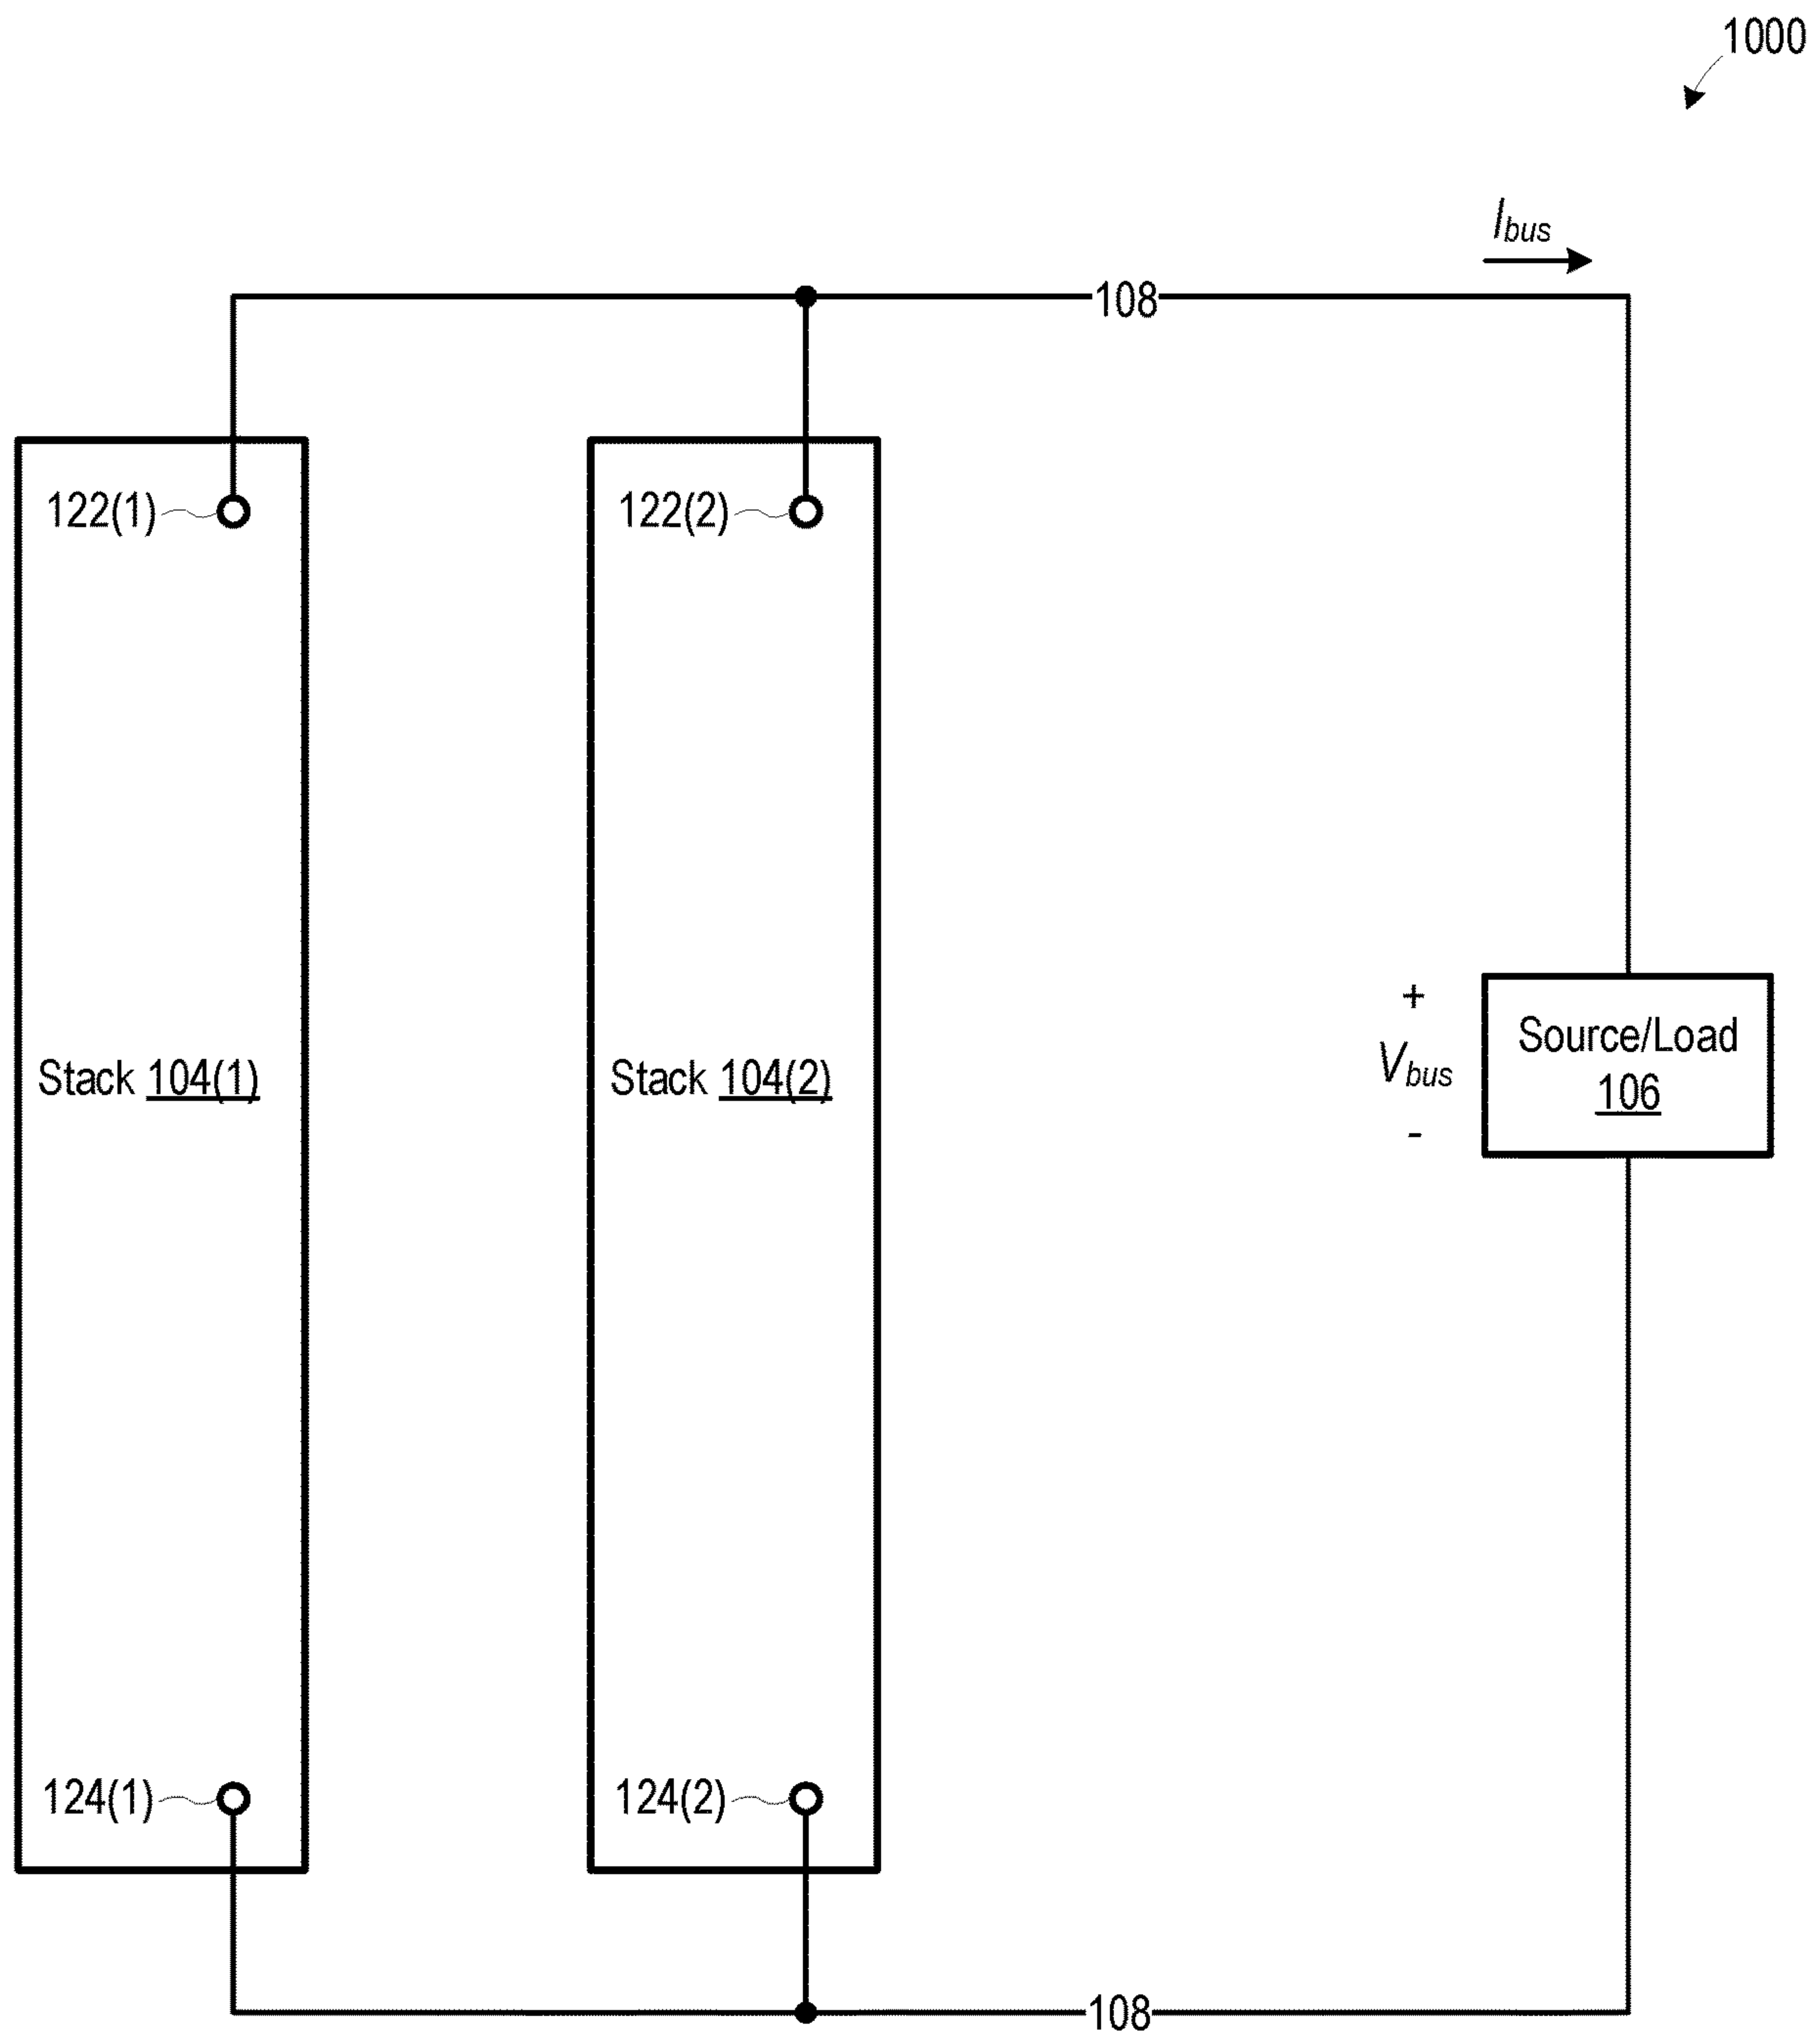 1000
Ibus
108
122(1)
122(2)
+
Source/Load
Stack 104(1)
Stack 104(2)
Vbus
106
-
124(1)
124(2)
108